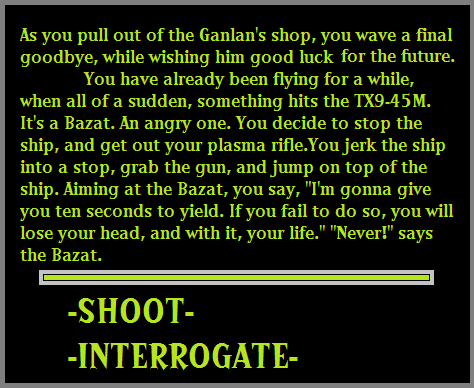 As you pull out of the Ganlan's shop, you wave a final
goodbye, while wishing him good luck for the future.
You have already been flying for a while,
when all of a sudden, something hits the TX9-45M.
It's a Bazat. An angry one. You decide to stop the
ship, and get out your plasma rifle.You jerk the ship
into a stop, grab the gun, and jump on top of the
ship. Aiming at the Bazat, you say, "I'm gonna give
you ten seconds to yield. If you fail to do so, you will
lose your head, and with it, your life." "Never!" says
the Bazat.
-SHOOT-
-INTERROGATE-